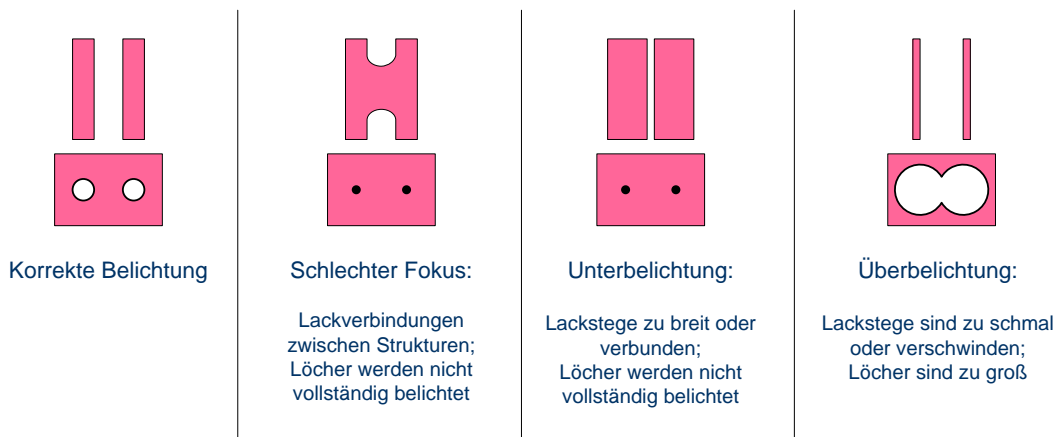 Korrekte Belichtung
Schlechter Fokus:
Lackverbindungen
zwischen Strukturen;
Löcher werden nicht
vollständig belichtet
Unterbelichtung:
Lackstege zu breit oder
verbunden;
Löcher werden nicht
vollständig belichtet
Überbelichtung:
Lackstege sind zu schmal
oder verschwinden;
Löcher sind zu groß